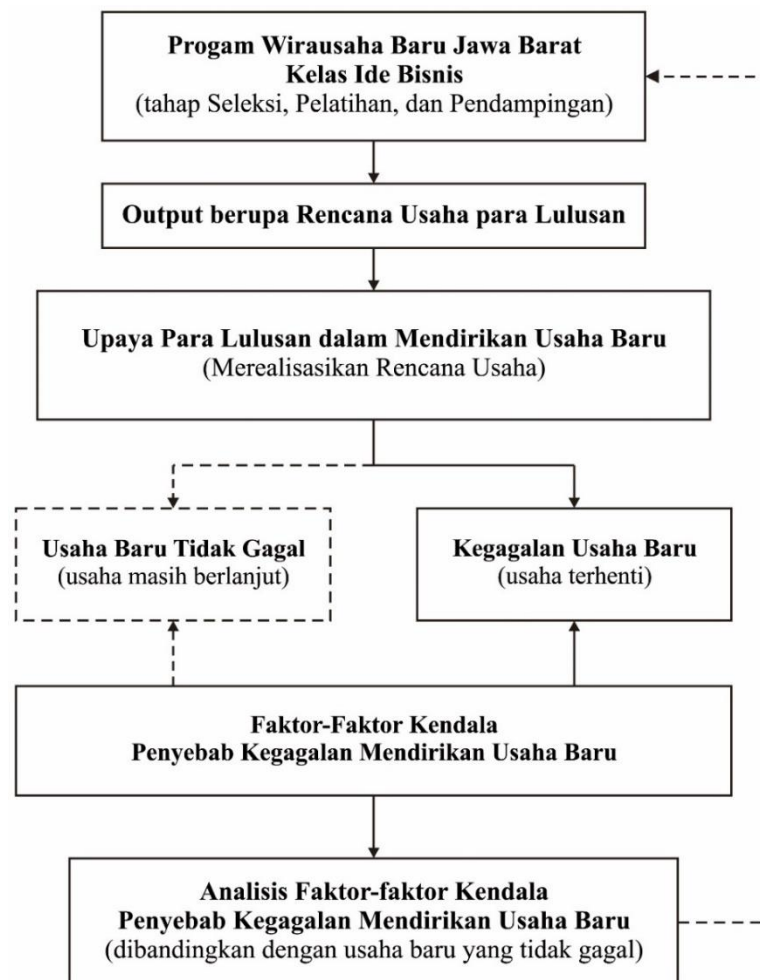 Progam Wirausaha Baru Jawa Barat
Kelas Ide Bisnis
(tahap Seleksi, Pelatihan, dan Pendampingan)
Output berupa Rencana Usaha para Lulusan
Upaya Para Lulusan dalam Mendirikan Usaha Baru
(Merealisasikan Rencana Usaha)
Usaha Baru Tidak Gagal
(usaha masih berlanjut)
Kegagalan Usaha Baru
(usaha terhenti)
Faktor-Faktor Kendala
Penyebab Kegagalan Mendirikan Usaha Baru
Analisis Faktor-faktor Kendala
Penyebab Kegagalan Mendirikan Usaha Baru
(dibandingkan dengan usaha baru yang tidak gagal)